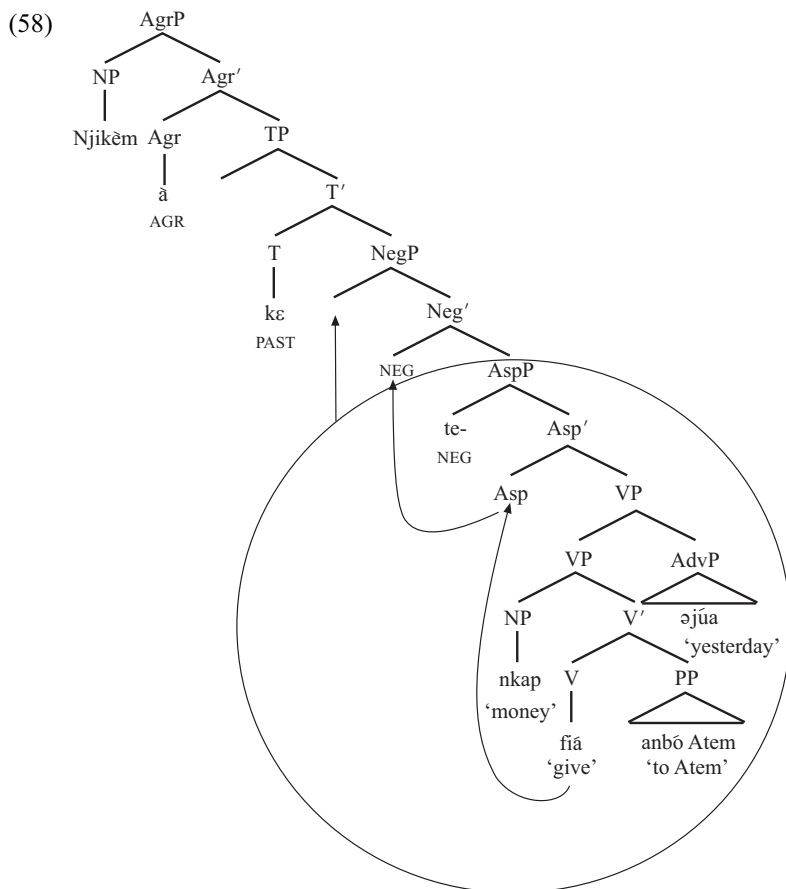 (58)
AgrP
NP Agr′
Njikɛ̀m Agr TP
à T′
AGR
T NegP
kɛ Neg′
PAST
NEG AspP
te- Asp′
NEG
Asp VP
VP AdvP
NP V′ əjúa
‘yesterday’
nkap V PP
‘money’
fiá anbó Atem
‘give’ ‘to Atem’